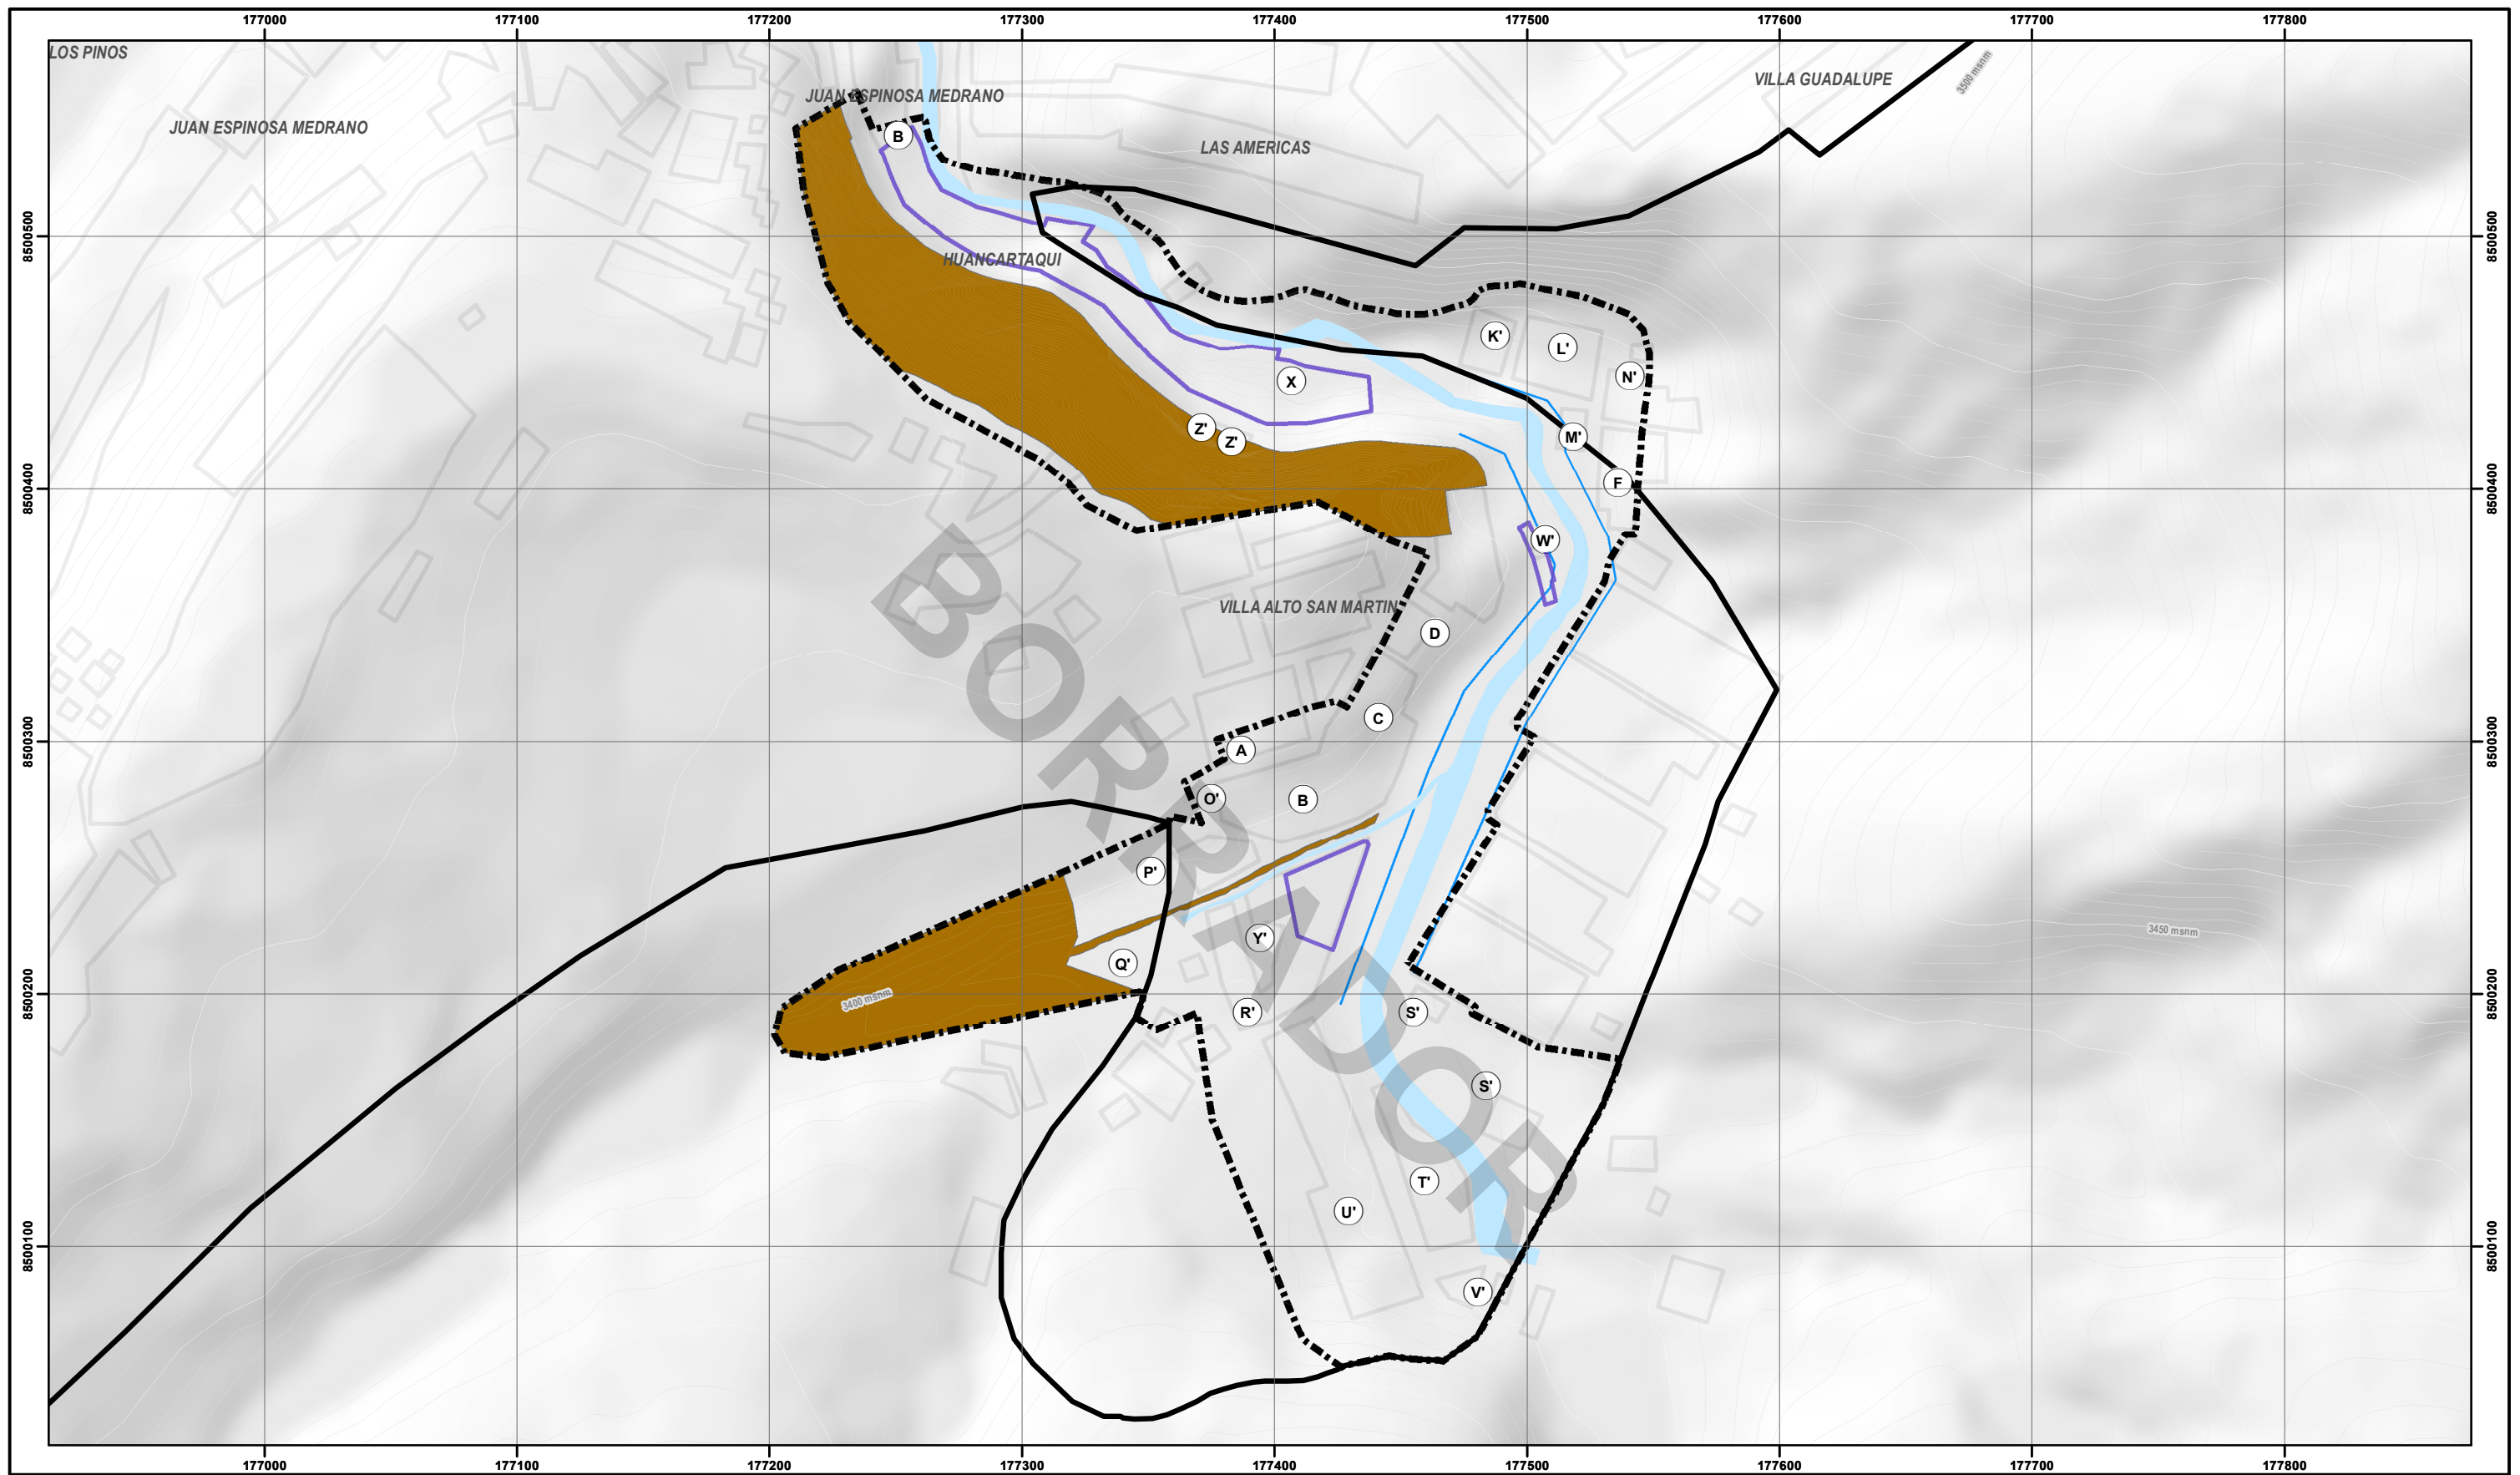 177000 177100 177200 177300 177400 177500 177600 177700 177800
LOS PINOS
VILLA GUADALUPE
3500 msnm
JUAN ESPINOSA MEDRANO
JUAN ESPINOSA MEDRANO
B
LAS AMERICAS
8500500 8500500
HUANCARTAQUI
K'
L'
N'
X
Z'
Z'
M'
F
8500400 8500400
W'
VILLA ALTO SAN MARTIN
D
C
8500300 8500300
A
O'
B
P'
Y'
3450 msnm
Q'
3400 msnm
8500200 8500200
R'
S'
S'
T'
U'
8500100 8500100
V'
BORRADOR
177000 177100 177200 177300 177400 177500 177600 177700 177800